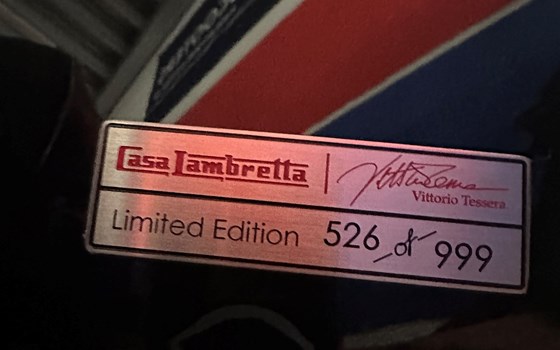 Casa Lambretta
Vittorio Tessera
Limited Edition 526 of 999